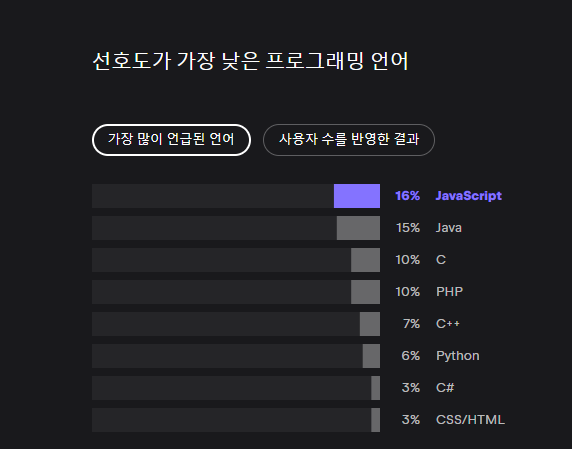 선호도가 가장 낮은 프로그래밍 언어
가장 많이 언급된 언어 사용자 수를 반영한 결과
16% JavaScript
15% Java
10% C
10% PHP
7% C++
6% Python
3% C#
3% CSS/HTML